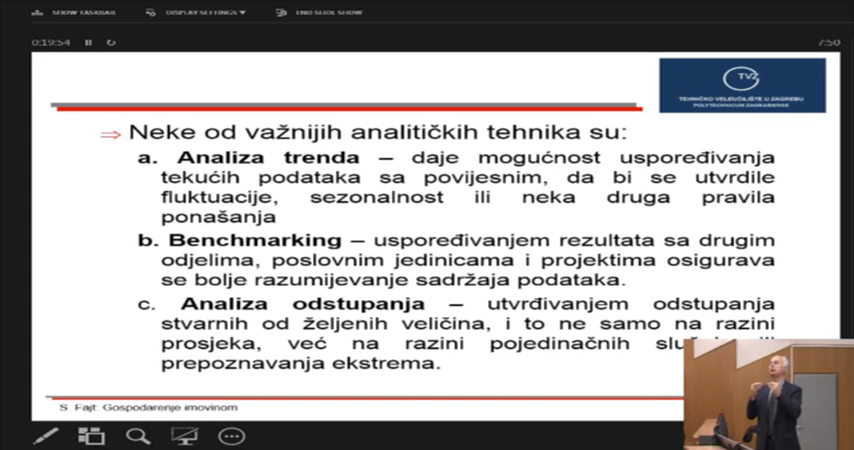 SHOW TASKBAR DISPLAY SETTINGS ▾ END SLIDE SHOW
0:19:54 7:50
TVZ
TEHNIČKO VELEUČILIŠTE U ZAGREBU
POLYTECHNICUM ZAGRABIENSE
⇒ Neke od važnijih analitičkih tehnika su:
a. Analiza trenda – daje mogućnost uspoređivanja
tekućih podataka sa povijesnim, da bi se utvrdile
fluktuacije, sezonalnost ili neka druga pravila
ponašanja
b. Benchmarking – uspoređivanjem rezultata sa drugim
odjelima, poslovnim jedinicama i projektima osigurava
se bolje razumijevanje sadržaja podataka.
c. Analiza odstupanja – utvrđivanjem odstupanja
stvarnih od željenih veličina, i to ne samo na razini
prosjeka, već na razini pojedinačnih
prepoznavanja ekstrema.
S. Fajt: Gospodarenje imovinom